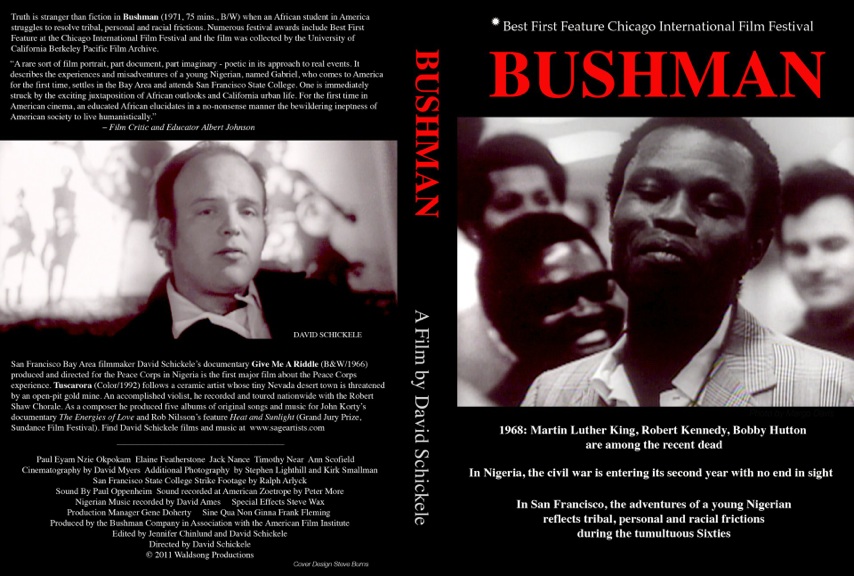 Truth is stranger than fiction in Bushman (1971, 75 mins., B/W) when an African student in America
struggles to resolve tribal, personal and racial frictions. Numerous festival awards include Best First
Feature at the Chicago International Film Festival and the film was collected by the University of
California Berkeley Pacific Film Archive.
"A rare sort of film portrait, part document, part imaginary - poetic in its approach to real events. It
describes the experiences and misadventures of a young Nigerian, named Gabriel, who comes to America
for the first time, settles in the Bay Area and attends San Francisco State College. One is immediately
struck by the exciting juxtaposition of African outlooks and California urban life. For the first time in
American cinema, an educated African elucidates in a no-nonsense manner the bewildering ineptness of
American society to live humanistically."
– Film Critic and Educator Albert Johnson
DAVID SCHICKELE
San Francisco Bay Area filmmaker David Schickele's documentary Give Me A Riddle (B&W/1966)
produced and directed for the Peace Corps in Nigeria is the first major film about the Peace Corps
experience. Tuscarora (Color/1992) follows a ceramic artist whose tiny Nevada desert town is threatened
by an open-pit gold mine. An accomplished violist, he recorded and toured nationwide with the Robert
Shaw Chorale. As a composer he produced five albums of original songs and music for John Korty's
documentary The Energies of Love and Rob Nilsson's feature Heat and Sunlight (Grand Jury Prize,
Sundance Film Festival). Find David Schickele films and music at www.sageartists.com
Paul Eyam Nzie Okpokam Elaine Featherstone Jack Nance Timothy Near Ann Scofield
Cinematography by David Myers Additional Photography by Stephen Lighthill and Kirk Smallman
San Francisco State College Strike Footage by Ralph Arlyck
Sound By Paul Oppenheim Sound recorded at American Zoetrope by Peter More
Nigerian Music recorded by David Ames Special Effects Steve Wax
Production Manager Gene Doherty Sine Qua Non Ginna Frank Fleming
Produced by the Bushman Company in Association with the American Film Institute
Edited by Jennifer Chinlund and David Schickele
Directed by David Schickele
© 2011 Waldsong Productions
Cover Design Steve Burns
BUSHMAN
A Film by David Schickele
Best First Feature Chicago International Film Festival
BUSHMAN
1968: Martin Luther King, Robert Kennedy, Bobby Hutton
are among the recent dead
In Nigeria, the civil war is entering its second year with no end in sight
In San Francisco, the adventures of a young Nigerian
reflects tribal, personal and racial frictions
during the tumultuous Sixties